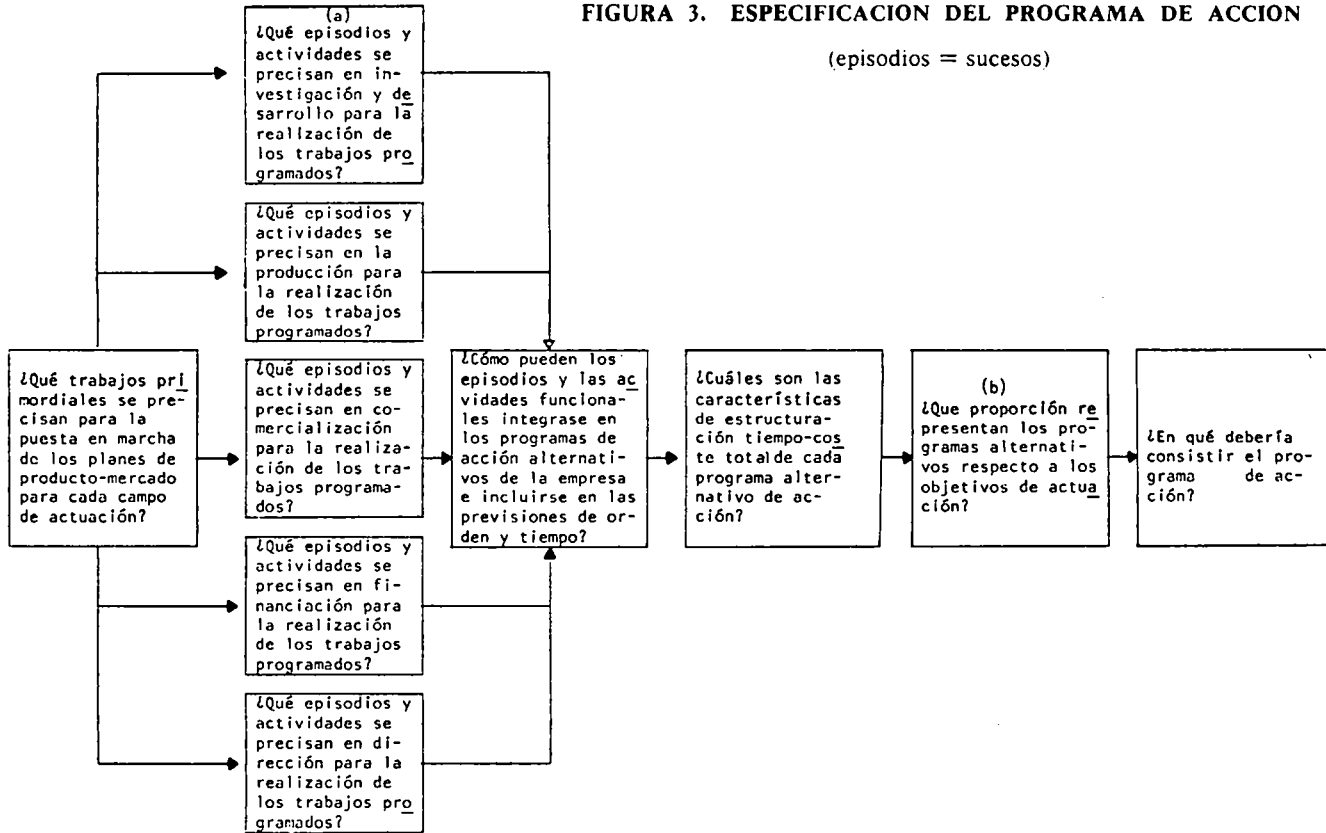 FIGURA 3. ESPECIFICACION DEL PROGRAMA DE ACCION
(episodios = sucesos)
(a)
¿Qué episodios y
actividades se
precisan en in-
vestigación y de
sarrollo para la
realización de
los trabajos pro
gramados?
¿Qué episodios y
actividades se
precisan en la
producción para
la realización
de los trabajos
programados?
¿Qué trabajos pri
mordiales se pre-
cisan para la
puesta en marcha
de los planes de
producto-mercado
para cada campo
de actuación?
¿Qué episodios y
actividades se
precisan en co-
mercialización
para la realiza-
ción de los tra-
bajos programa-
dos?
¿Qué episodios y
actividades se
precisan en fi-
nanciación para
la realización
de los trabajos
programados?
¿Qué episodios y
actividades se
precisan en di-
rección para la
realización de
los trabajos pro
gramados?
¿Cómo pueden los
episodios y las ac
vidades funciona-
les integrase en
los programas de
acción alternati-
vos de la empresa
e incluirse en las
previsiones de or-
den y tiempo?
¿Cuáles son las
características
de estructura-
ción tiempo-cos
te total de cada
programa alter-
nativo de ac-
ción?
(b)
¿Que proporción re
presentan los pro-
gramas alternati-
vos respecto a los
objetivos de actua
ción?
¿En qué debería
consistir el pro-
grama de ac-
ción?